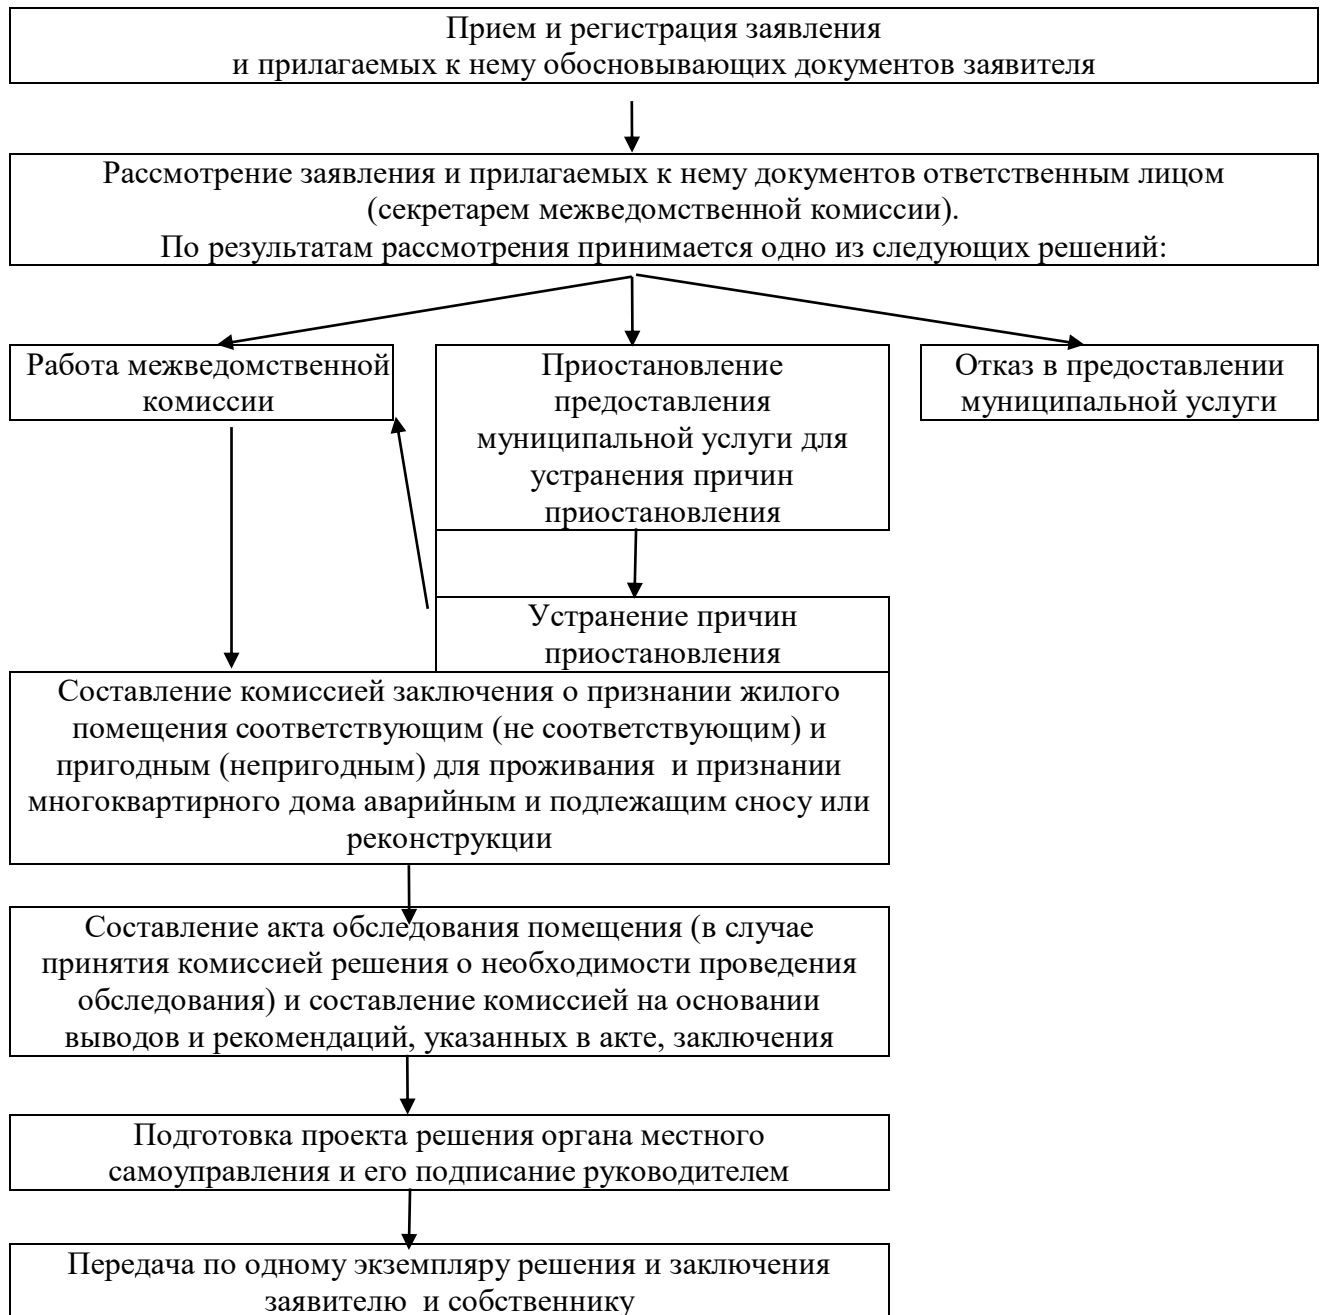 Прием и регистрация заявления
и прилагаемых к нему обосновывающих документов заявителя
Рассмотрение заявления и прилагаемых к нему документов ответственным лицом
(секретарем межведомственной комиссии).
По результатам рассмотрения принимается одно из следующих решений:
Работа межведомственной
комиссии
Приостановление
предоставления
муниципальной услуги для
устранения причин
приостановления
Отказ в предоставлении
муниципальной услуги
Устранение причин
приостановления
Составление комиссией заключения о признании жилого
помещения соответствующим (не соответствующим) и
пригодным (непригодным) для проживания  и признании
многоквартирного дома аварийным и подлежащим сносу или
реконструкции
Составление акта обследования помещения (в случае
принятия комиссией решения о необходимости проведения
обследования) и составление комиссией на основании
выводов и рекомендаций, указанных в акте, заключения
Подготовка проекта решения органа местного
самоуправления и его подписание руководителем
Передача по одному экземпляру решения и заключения
заявителю  и собственнику